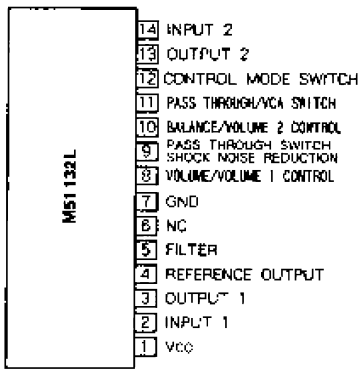 14 INPUT 2
13 OUTPUT 2
12 CONTROL MODE SWITCH
11 PASS THROUGH/VCA SWITCH
10 BALANCE/VOLUME 2 CONTROL
9 PASS THROUGH SWITCH
SHOCK NOISE REDUCTION
8 VOLUME/VOLUME 1 CONTROL
7 GND
6 NC
5 FILTER
4 REFERENCE OUTPUT
3 OUTPUT 1
2 INPUT 1
1 Vcc
M51132L